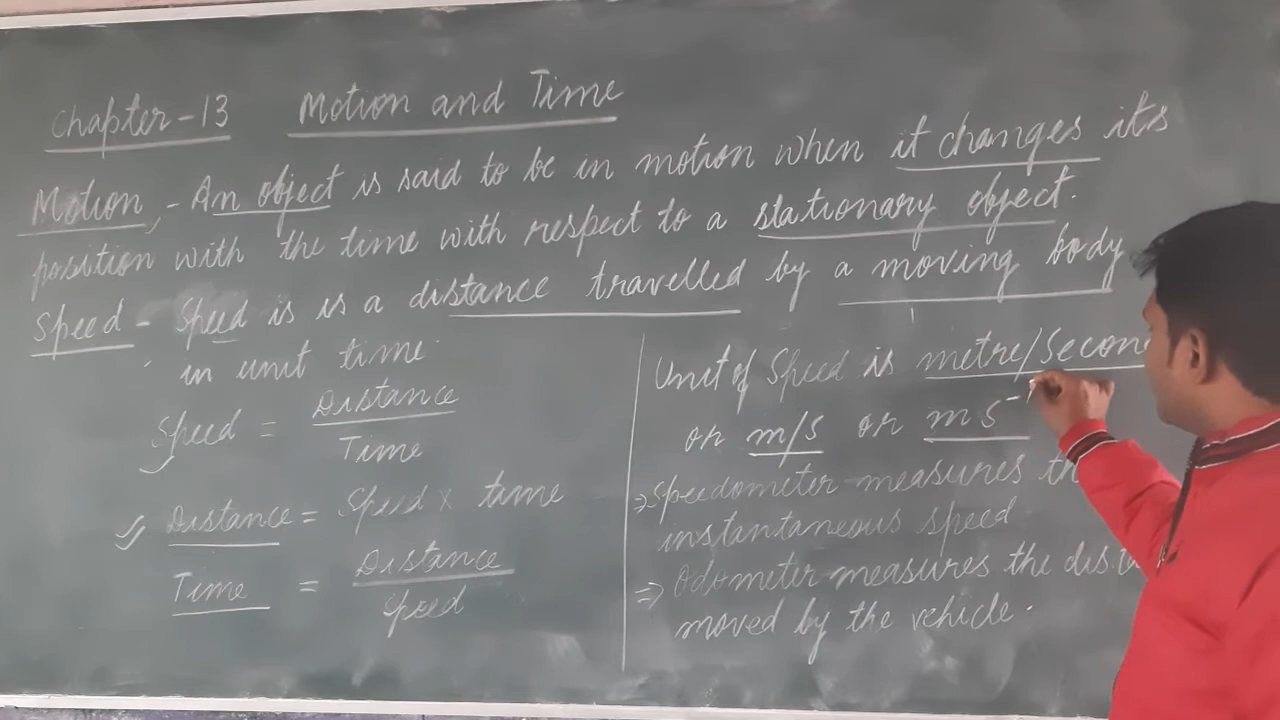 Chapter-13 Motion and Time
Motion, - An object is said to be in motion when it changes its
position with the time with respect to a stationary object.
Speed - Speed is is a distance travelled by a moving body
in unit time.
Speed = Distance
Time
Distance = Speed x time
Time = Distance
Speed
Unit of Speed is metre/Secon
or m/s or ms⁻¹
⇒ Speedometer-measures th
instantaneous speed
⇒ Odometer-measures the dist
moved by the vehicle.